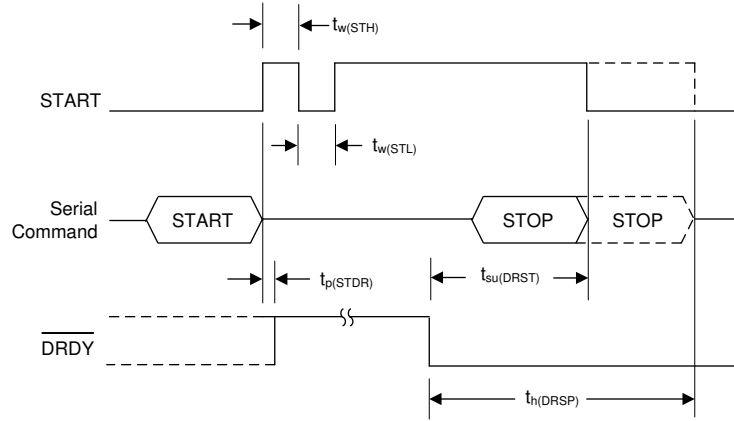 tw(STH)
START
tw(STL)
Serial
Command
START
STOP
STOP
tp(STDR)
tsu(DRST)
DRDY
th(DRSP)